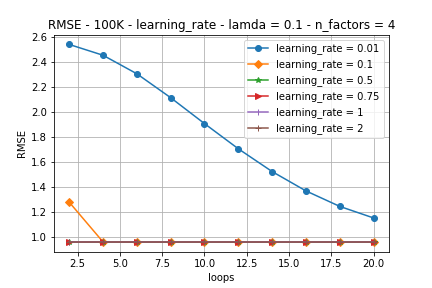 RMSE - 100K - learning_rate - lamda = 0.1 - n_factors = 4
2.6
2.4
2.2
2.0
1.8
1.6
1.4
1.2
1.0
RMSE
learning_rate = 0.01
learning_rate = 0.1
learning_rate = 0.5
learning_rate = 0.75
learning_rate = 1
learning_rate = 2
2.5 5.0 7.5 10.0 12.5 15.0 17.5 20.0
loops